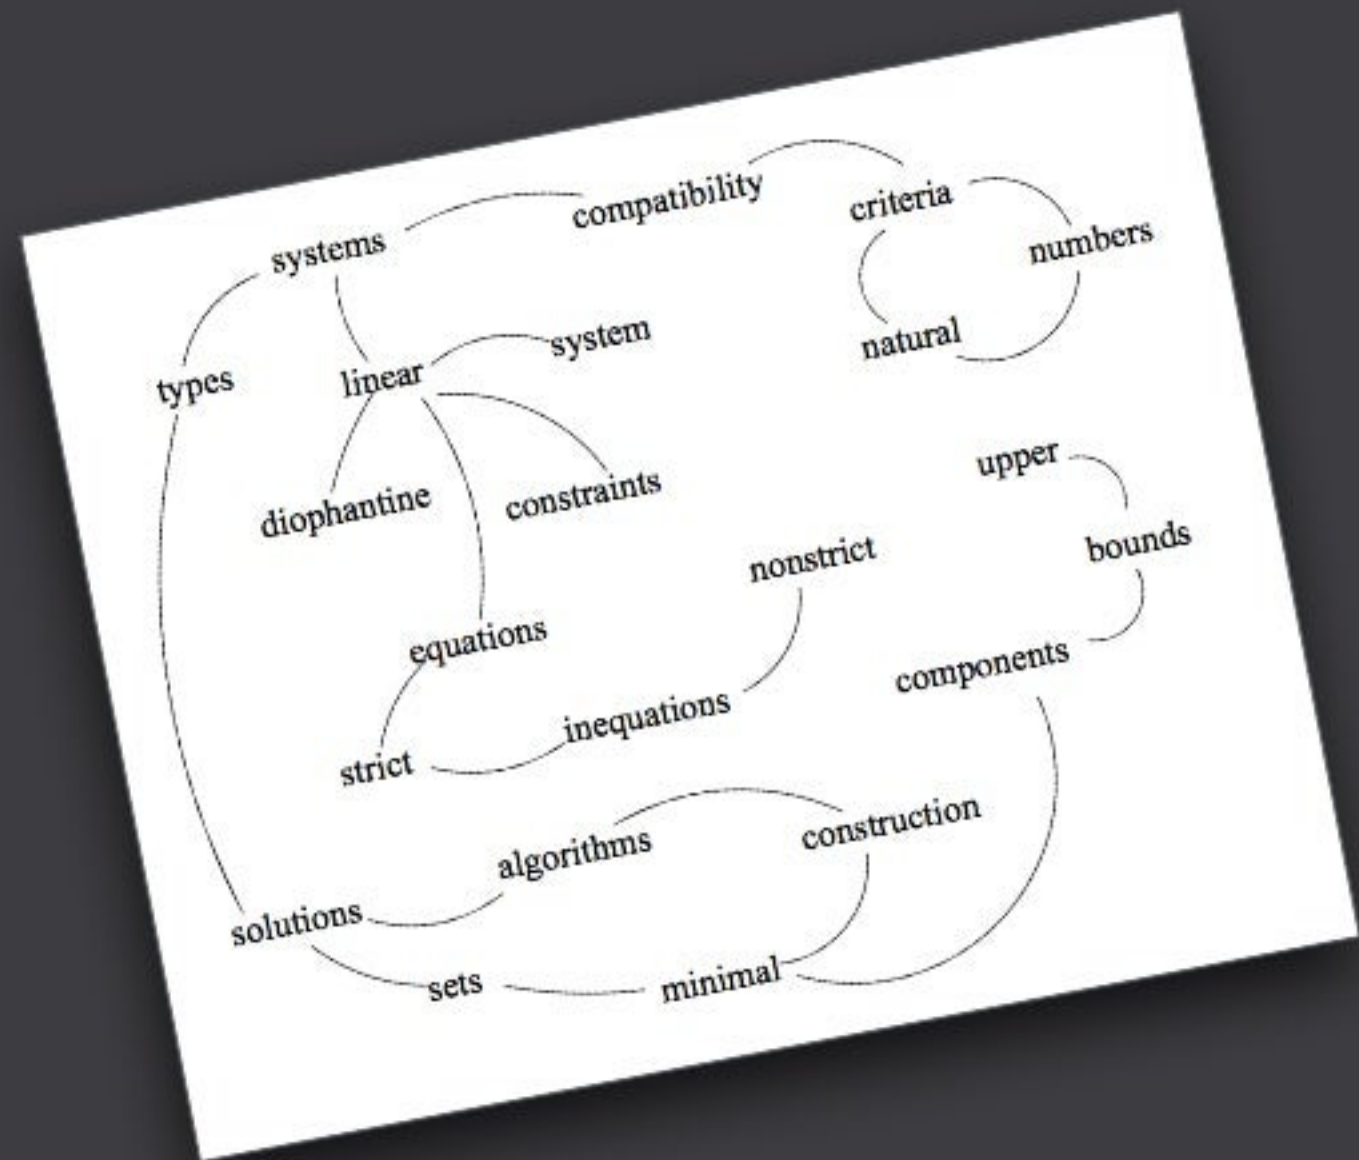 compatibility
criteria
systems
numbers
system
natural
types
linear
upper
diophantine
constraints
nonstrict
bounds
equations
components
inequations
strict
algorithms
construction
solutions
sets
minimal